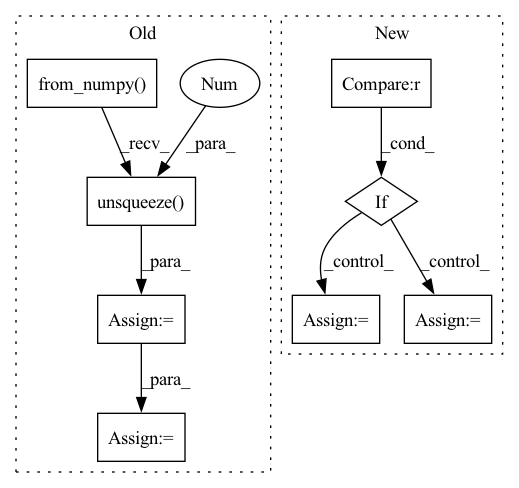 Old
New
from_numpy()
Num
Compare:r
_recv_
_para_
_cond_
unsqueeze()
If
_para_
_control_
_control_
Assign:=
Assign:=
Assign:=
_para_
Assign:=